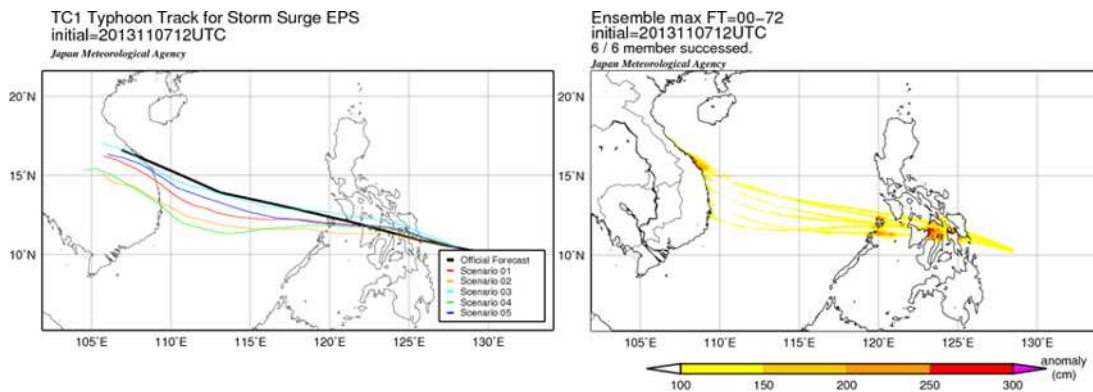 TC1 Typhoon Track for Storm Surge EPS
initial=2013110712UTC
Japan Meteorological Agency
20°N
15°N
10°N
105°E 110°E 115°E 120°E 125°E 130°E
Official Forecast
Scenario 01
Scenario 02
Scenario 03
Scenario 04
Scenario 05
Ensemble max FT=00-72
initial=2013110712UTC
6 / 6 member successed.
Japan Meteorological Agency
20°N
15°N
10°N
105°E 110°E 115°E 120°E 125°E 130°E
100 150 200 250 300
anomaly
(cm)